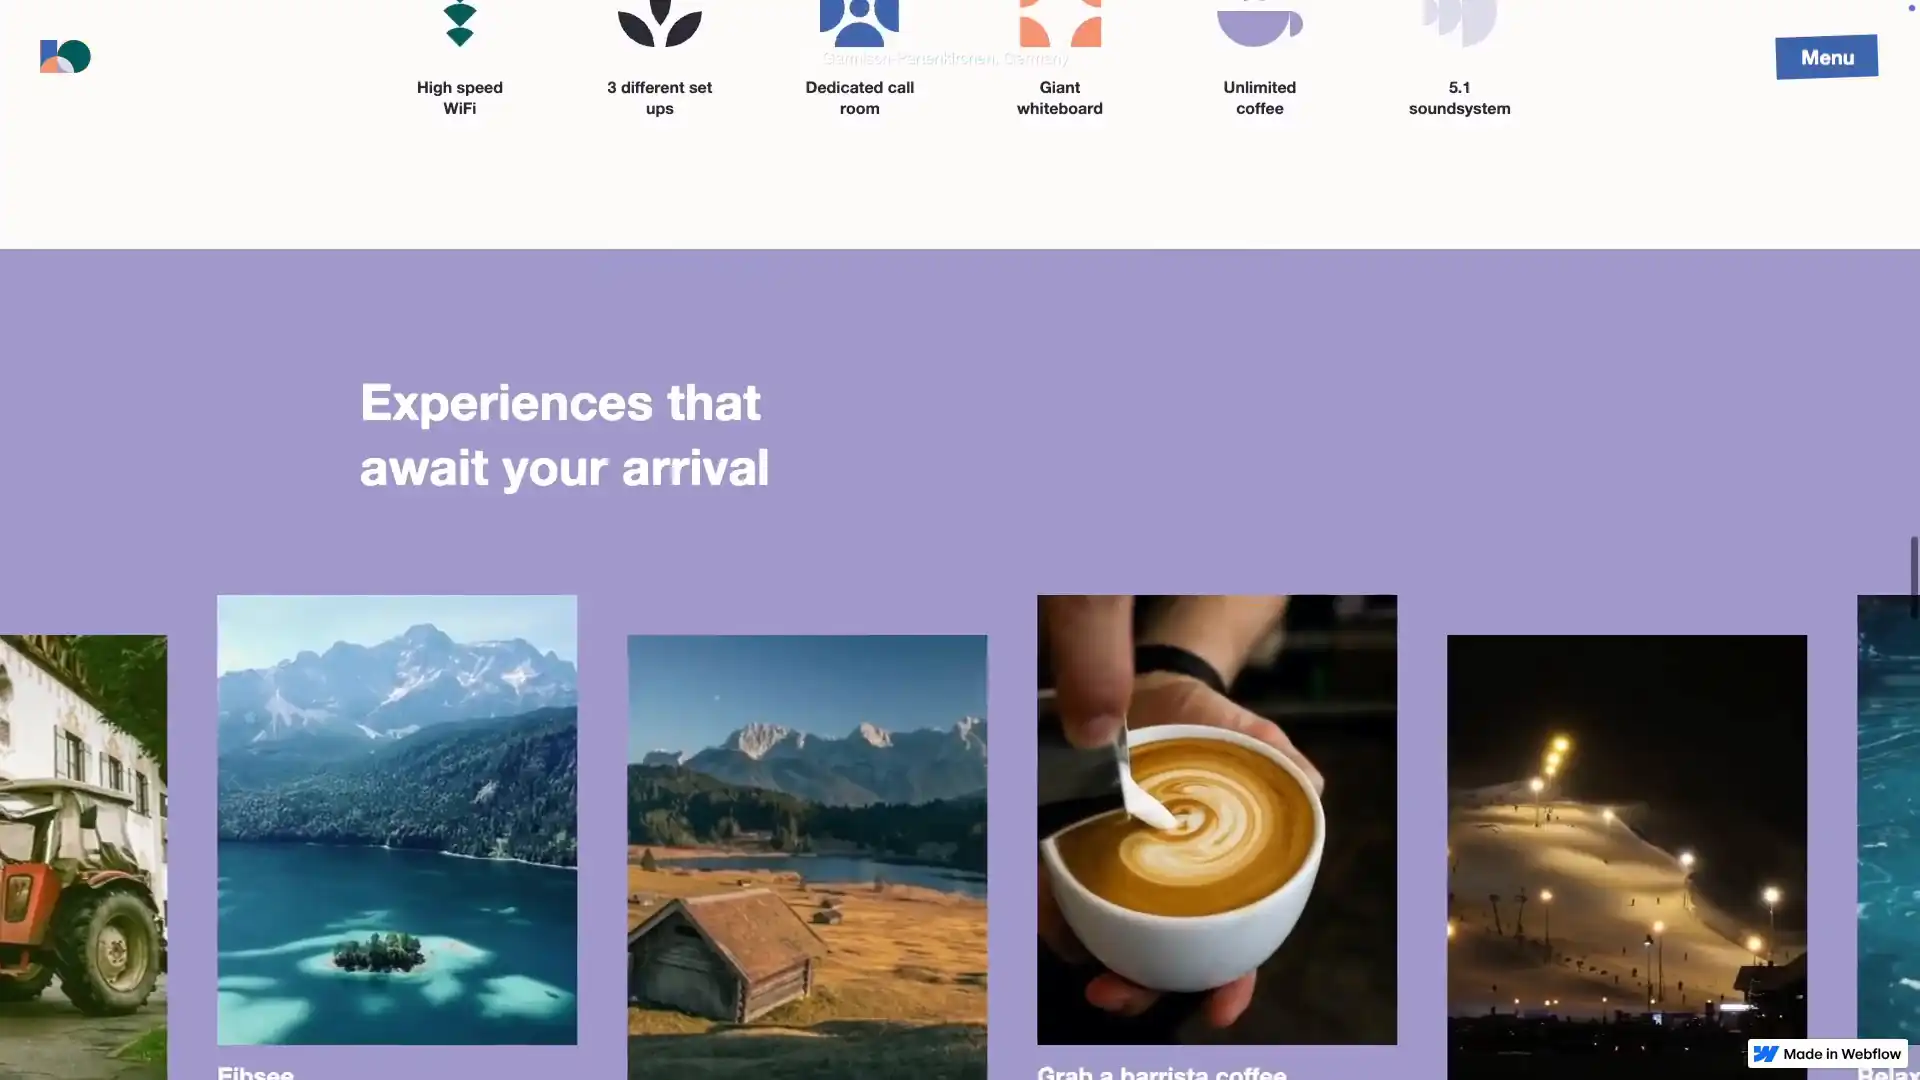 Garmison-Partenkirchen, Germany
Menu
High speed
WiFi
3 different set
ups
Dedicated call
room
Giant
whiteboard
Unlimited
coffee
5.1
soundsystem
Experiences that
await your arrival
Eibsee
Grab a barrista coffee
Relax
Made in Webflow